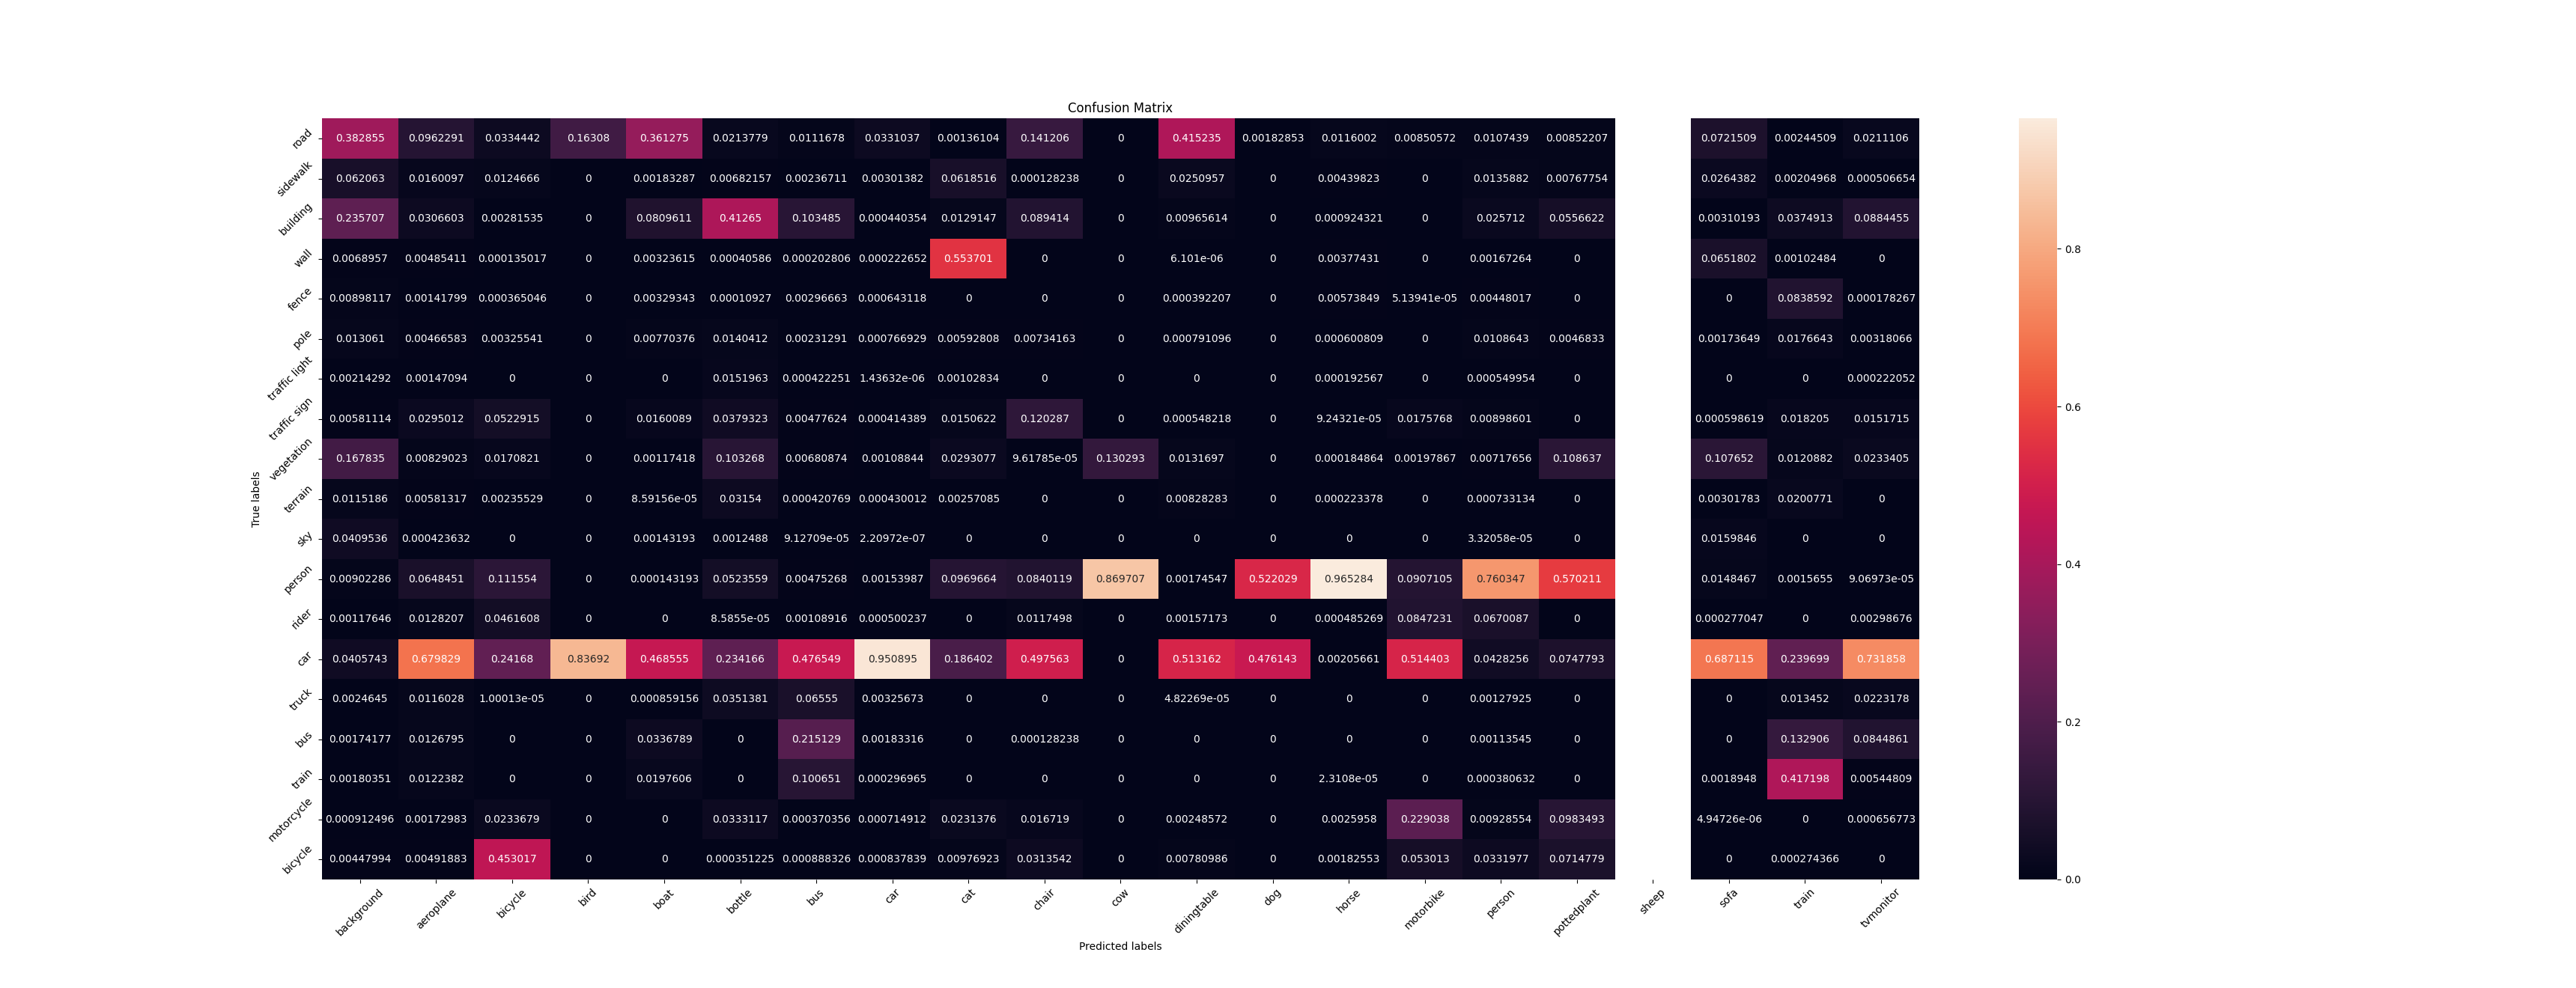 Confusion Matrix
road 0.382855 0.0962291 0.0334442 0.16308 0.361275 0.0213779 0.0111678 0.0331037 0.00136104 0.141206 0 0.415235 0.00182853 0.0116002 0.00850572 0.0107439 0.00852207 0.0721509 0.00244509 0.0211106
sidewalk 0.062063 0.0160097 0.0124666 0 0.00183287 0.00682157 0.00236711 0.00301382 0.0618516 0.000128238 0 0.0250957 0 0.00439823 0 0.0135882 0.00767754 0.0264382 0.00204968 0.000506654
building 0.235707 0.0306603 0.00281535 0 0.0809611 0.41265 0.103485 0.000440354 0.0129147 0.089414 0 0.00965614 0 0.000924321 0 0.025712 0.0556622 0.00310193 0.0374913 0.0884455
wall 0.0068957 0.00485411 0.000135017 0 0.00323615 0.00040586 0.000202806 0.000222652 0.553701 0 0 6.101e-06 0 0.00377431 0 0.00167264 0 0.0651802 0.00102484 0
fence 0.00898117 0.00141799 0.000365046 0 0.00329343 0.00010927 0.00296663 0.000643118 0 0 0 0.000392207 0 0.00573849 5.13941e-05 0.00448017 0 0 0.0838592 0.000178267
pole 0.013061 0.00466583 0.00325541 0 0.00770376 0.0140412 0.00231291 0.000766929 0.00592808 0.00734163 0 0.000791096 0 0.000600809 0 0.0108643 0.0046833 0.00173649 0.0176643 0.00318066
traffic light 0.00214292 0.00147094 0 0 0 0.0151963 0.000422251 1.43632e-06 0.00102834 0 0 0 0 0.000192567 0 0.000549954 0 0 0 0.000222052
traffic sign 0.00581114 0.0295012 0.0522915 0 0.0160089 0.0379323 0.00477624 0.000414389 0.0150622 0.120287 0 0.000548218 0 9.24321e-05 0.0175768 0.00898601 0 0.000598619 0.018205 0.0151715
vegetation 0.167835 0.00829023 0.0170821 0 0.00117418 0.103268 0.00680874 0.00108844 0.0293077 9.61785e-05 0.130293 0.0131697 0 0.000184864 0.00197867 0.00717656 0.108637 0.107652 0.0120882 0.0233405
terrain 0.0115186 0.00581317 0.00235529 0 8.59156e-05 0.03154 0.000420769 0.000430012 0.00257085 0 0 0.00828283 0 0.000223378 0 0.000733134 0 0.00301783 0.0200771 0
sky 0.0409536 0.000423632 0 0 0.00143193 0.0012488 9.12709e-05 2.20972e-07 0 0 0 0 0 0 0 3.32058e-05 0 0.0159846 0 0
person 0.00902286 0.0648451 0.111554 0 0.000143193 0.0523559 0.00475268 0.00153987 0.0969664 0.0840119 0.869707 0.00174547 0.522029 0.965284 0.0907105 0.760347 0.570211 0.0148467 0.0015655 9.06973e-05
rider 0.00117646 0.0128207 0.0461608 0 0 8.5855e-05 0.00108916 0.000500237 0 0.0117498 0 0.00157173 0 0.000485269 0.0847231 0.0670087 0 0.000277047 0 0.00298676
car 0.0405743 0.679829 0.24168 0.83692 0.468555 0.234166 0.476549 0.950895 0.186402 0.497563 0 0.513162 0.476143 0.00205661 0.514403 0.0428256 0.0747793 0.687115 0.239699 0.731858
truck 0.0024645 0.0116028 1.00013e-05 0 0.000859156 0.0351381 0.06555 0.00325673 0 0 0 4.82269e-05 0 0 0 0.00127925 0 0 0.013452 0.0223178
bus 0.00174177 0.0126795 0 0 0.0336789 0 0.215129 0.00183316 0 0.000128238 0 0 0 0 0 0.00113545 0 0 0.132906 0.0844861
train 0.00180351 0.0122382 0 0 0.0197606 0 0.100651 0.000296965 0 0 0 0 0 2.3108e-05 0 0.000380632 0 0.0018948 0.417198 0.00544809
motorcycle 0.000912496 0.00172983 0.0233679 0 0 0.0333117 0.000370356 0.000714912 0.0231376 0.016719 0 0.00248572 0 0.0025958 0.229038 0.00928554 0.0983493 4.94726e-06 0 0.000656773
bicycle 0.00447994 0.00491883 0.453017 0 0 0.000351225 0.000888326 0.000837839 0.00976923 0.0313542 0 0.00780986 0 0.00182553 0.053013 0.0331977 0.0714779 0 0.000274366 0
True labels
background aeroplane bicycle bird boat bottle bus car cat chair cow diningtable dog horse motorbike person pottedplant sheep sofa train tvmonitor
Predicted labels
0.8
0.6
0.4
0.2
0.0